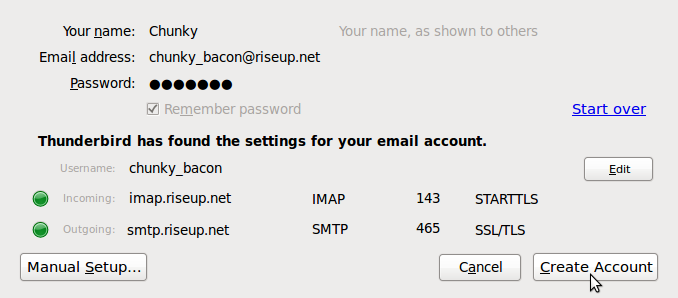 Your name: Chunky Your name, as shown to others
Email address: chunky_bacon@riseup.net
Password: ●●●●●●●
Remember password Start over
Thunderbird has found the settings for your email account.
Username: chunky_bacon Edit
Incoming: imap.riseup.net IMAP 143 STARTTLS
Outgoing: smtp.riseup.net SMTP 465 SSL/TLS
Manual Setup... Cancel Create Account